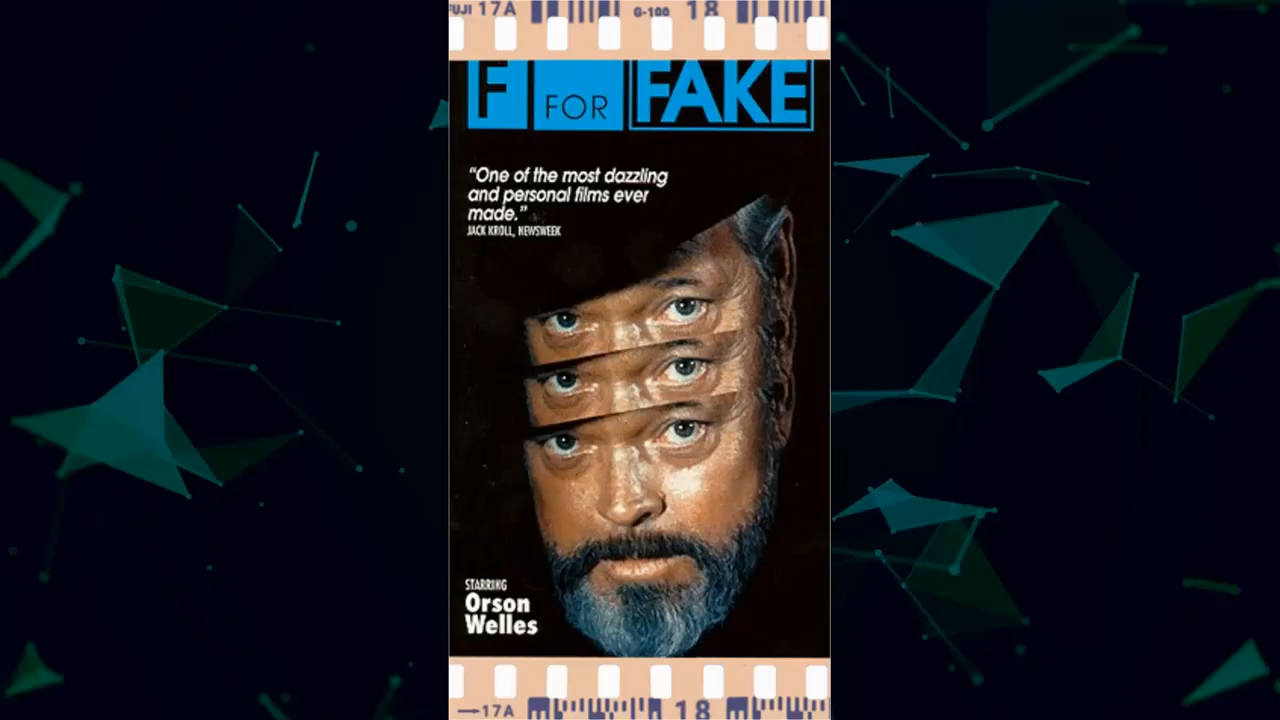 FUJI 17A G-100 18
F FOR FAKE
"One of the most dazzling
and personal films ever
made."
JACK KROLL, NEWSWEEK
STARRING
Orson
Welles
→17A 18